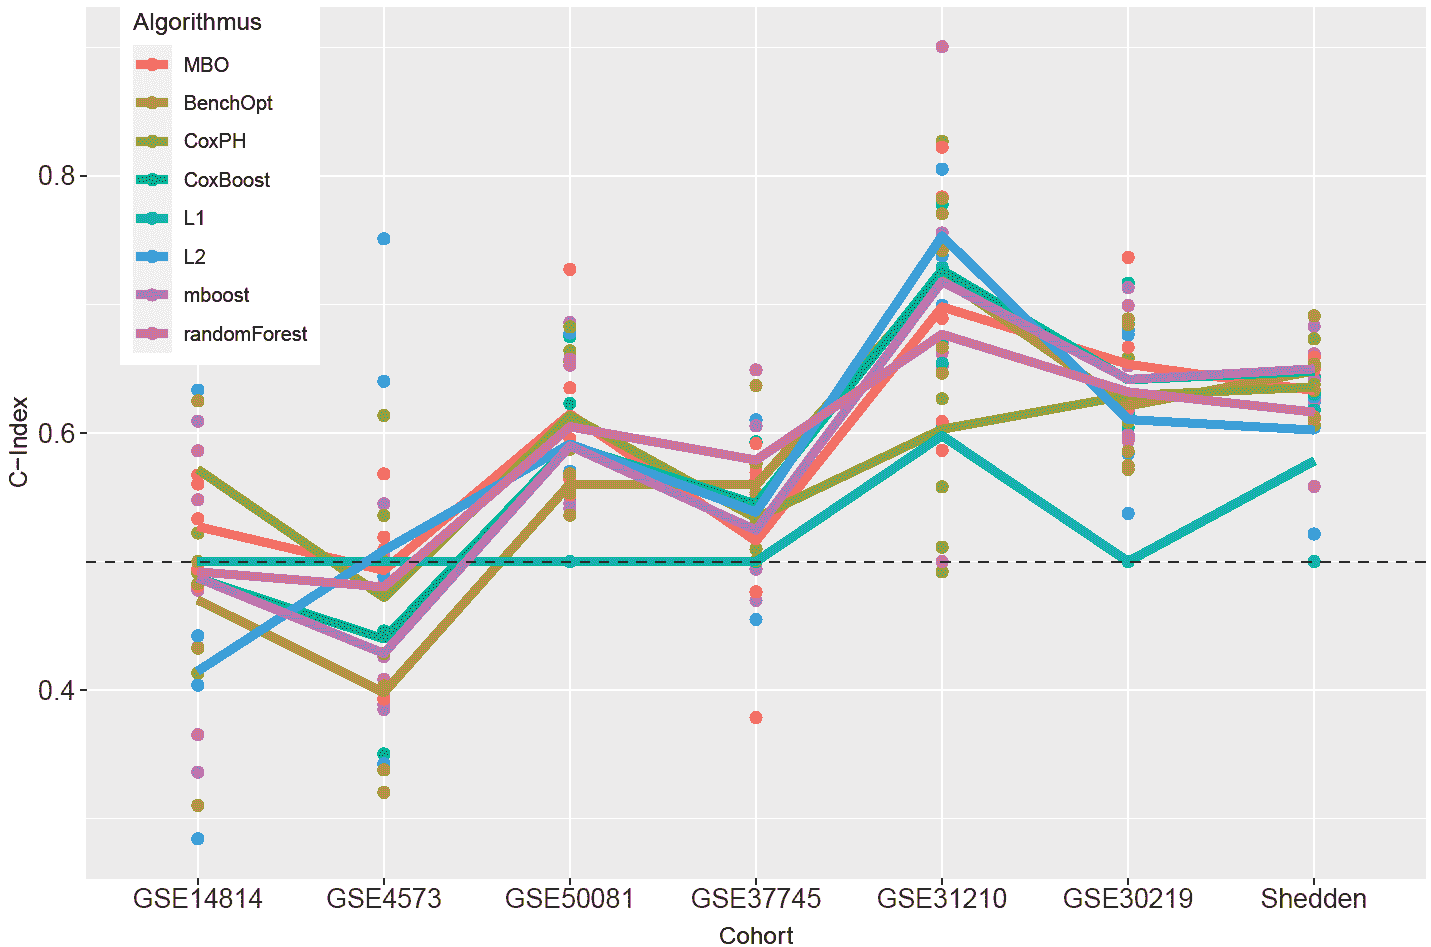 Algorithmus
MBO
BenchOpt
CoxPH
CoxBoost
L1
L2
mboost
randomForest
C-Index
0.8
0.6
0.4
GSE14814 GSE4573 GSE50081 GSE37745 GSE31210 GSE30219 Shedden
Cohort